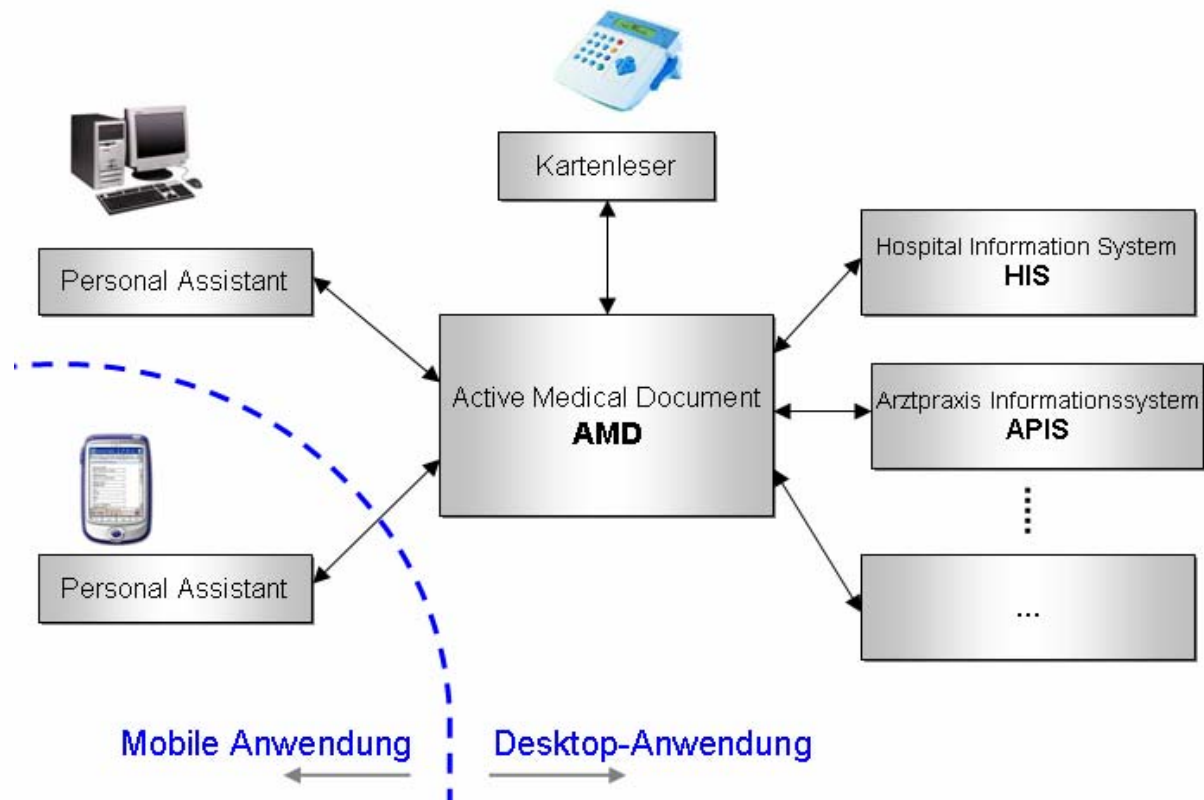 Kartenleser
Personal Assistant
Hospital Information System
HIS
Active Medical Document
AMD
Arztpraxis Informationssystem
APIS
Personal Assistant
...
Mobile Anwendung
Desktop-Anwendung